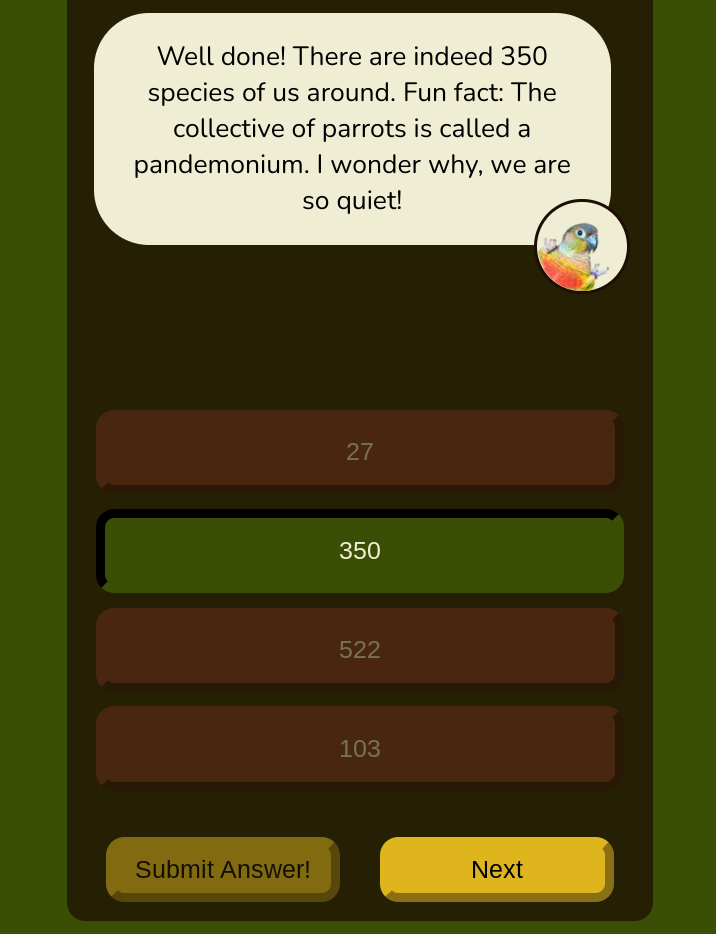 Well done! There are indeed 350
species of us around. Fun fact: The
collective of parrots is called a
pandemonium. I wonder why, we are
so quiet!
27
350
522
103
Submit Answer!
Next